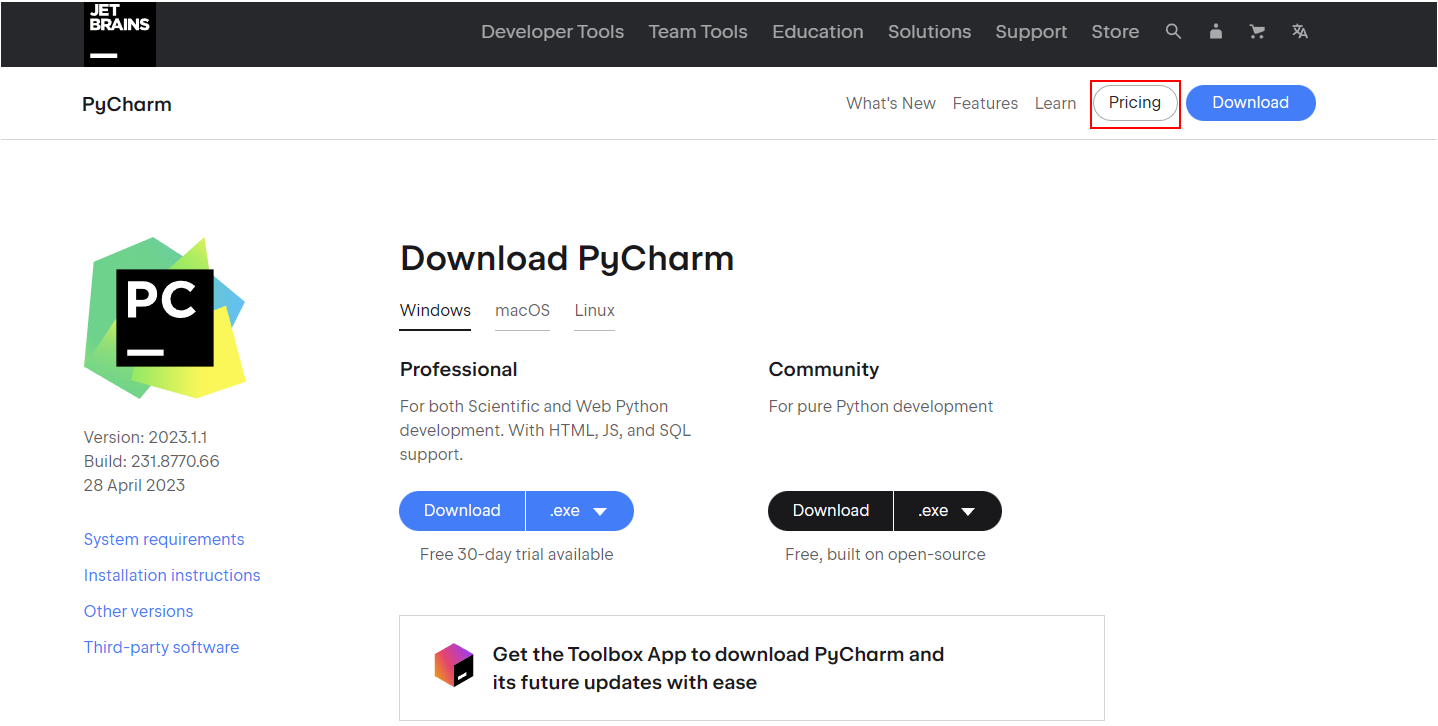 JET
BRAINS
Developer Tools Team Tools Education Solutions Support Store
PyCharm
What's New Features Learn Pricing Download
PC
Download PyCharm
Windows macOS Linux
Professional
For both Scientific and Web Python
development. With HTML, JS, and SQL
support.
Download .exe
Free 30-day trial available
Community
For pure Python development
Download .exe
Free, built on open-source
Version: 2023.1.1
Build: 231.8770.66
28 April 2023
System requirements
Installation instructions
Other versions
Third-party software
Get the Toolbox App to download PyCharm and
its future updates with ease